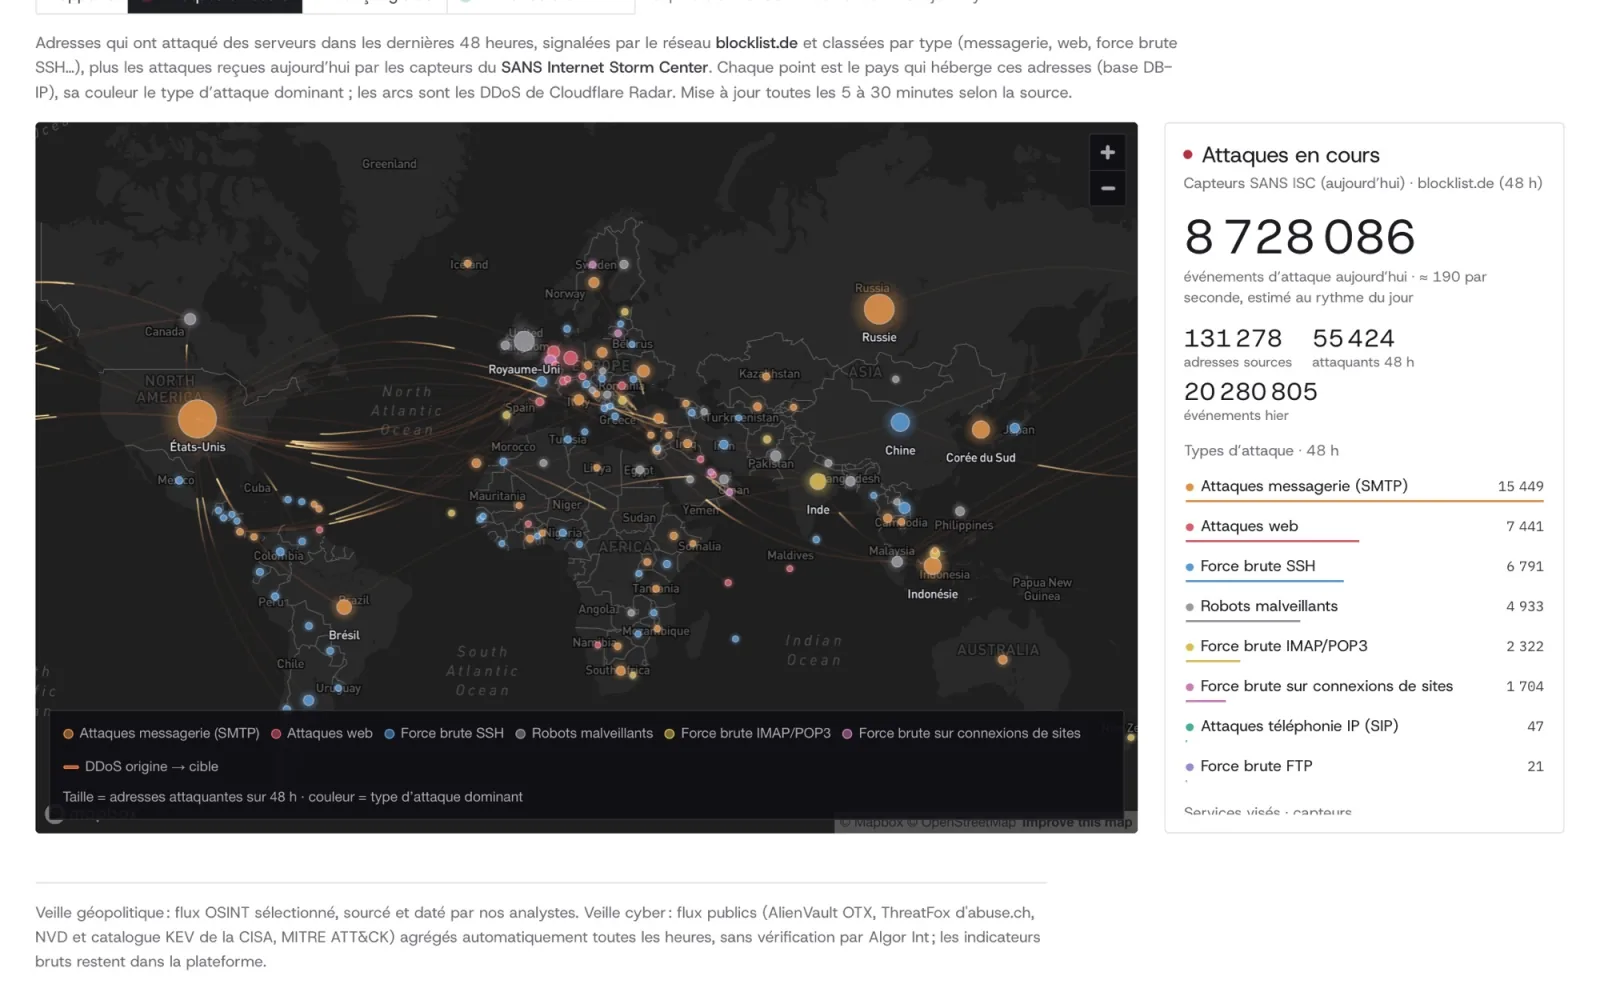 Adresses qui ont attaqué des serveurs dans les dernières 48 heures, signalées par le réseau blocklist.de et classées par type (messagerie, web, force brute
SSH…), plus les attaques reçues aujourd’hui par les capteurs du SANS Internet Storm Center. Chaque point est le pays qui héberge ces adresses (base DB-
IP), sa couleur le type d’attaque dominant ; les arcs sont les DDoS de Cloudflare Radar. Mise à jour toutes les 5 à 30 minutes selon la source.
Greenland
+
−
Iceland
Sweden
Norway
Russia
Russie
Canada
United
Belarus
Royaume-Uni
EUROPE
Kazakhstan
ASIA
NORTH
AMERICA
Romania
North
Atlantic
Ocean
Spain
Italy
Greece
Turkmenistan
Japan
États-Unis
Morocco
Tunisia
Iraq
Iran
Chine
Corée du Sud
Mexico
Cuba
Libya
Egypt
Pakistan
Bangladesh
Oman
Mauritania
Niger
Sudan
Yemen
Inde
Cambodia
Philippines
Nigeria
AFRICA
Somalia
Maldives
Malaysia
Colombia
Indonesia
Indonésie
Papua New
Guinea
Peru
Brazil
Brésil
Tanzania
Angola
Mozambique
Namibia
South Africa
South
Atlantic
Ocean
Indian
Ocean
AUSTRALIA
Chile
Uruguay
Attaques messagerie (SMTP)
Attaques web
Force brute SSH
Robots malveillants
Force brute IMAP/POP3
Force brute sur connexions de sites
DDoS origine → cible
Taille = adresses attaquantes sur 48 h · couleur = type d’attaque dominant
mapbox
© Mapbox © OpenStreetMap Improve this map
Attaques en cours
Capteurs SANS ISC (aujourd’hui) · blocklist.de (48 h)
8 728 086
événements d’attaque aujourd’hui · ≈ 190 par
seconde, estimé au rythme du jour
131 278 55 424
adresses sources attaquants 48 h
20 280 805
événements hier
Types d’attaque · 48 h
Attaques messagerie (SMTP) 15 449
Attaques web 7 441
Force brute SSH 6 791
Robots malveillants 4 933
Force brute IMAP/POP3 2 322
Force brute sur connexions de sites 1 704
Attaques téléphonie IP (SIP) 47
Force brute FTP 21
Services visés · capteurs
Veille géopolitique : flux OSINT sélectionné, sourcé et daté par nos analystes. Veille cyber : flux publics (AlienVault OTX, ThreatFox d’abuse.ch,
NVD et catalogue KEV de la CISA, MITRE ATT&CK) agrégés automatiquement toutes les heures, sans vérification par Algor Int ; les indicateurs
bruts restent dans la plateforme.